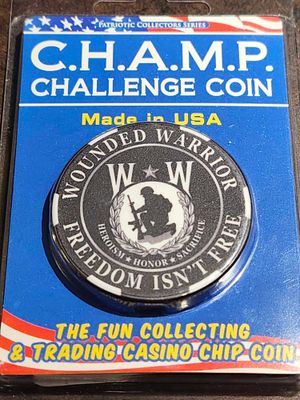 PATRIOTIC COLLECTORS SERIES
C.H.A.M.P.
CHALLENGE COIN
Made in USA
WOUNDED WARRIOR
W ★ W
HEROISM ★ HONOR ★ SACRIFICE
FREEDOM ISN'T FREE
THE FUN COLLECTING
& TRADING CASINO CHIP COIN